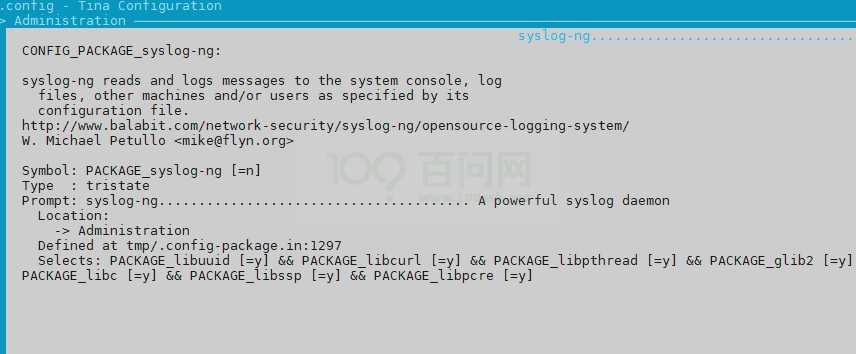 .config - Tina Configuration
> Administration
syslog-ng................................
CONFIG_PACKAGE_syslog-ng:
syslog-ng reads and logs messages to the system console, log
files, other machines and/or users as specified by its
configuration file.
http://www.balabit.com/network-security/syslog-ng/opensource-logging-system/
W. Michael Petullo <mike@flyn.org>
Symbol: PACKAGE_syslog-ng [=n]
Type  : tristate
Prompt: syslog-ng....................................... A powerful syslog daemon
Location:
-> Administration
Defined at tmp/.config-package.in:1297
Selects: PACKAGE_libuuid [=y] && PACKAGE_libcurl [=y] && PACKAGE_libpthread [=y] && PACKAGE_glib2 [=y]
PACKAGE_libc [=y] && PACKAGE_libssp [=y] && PACKAGE_libpcre [=y]
百问网